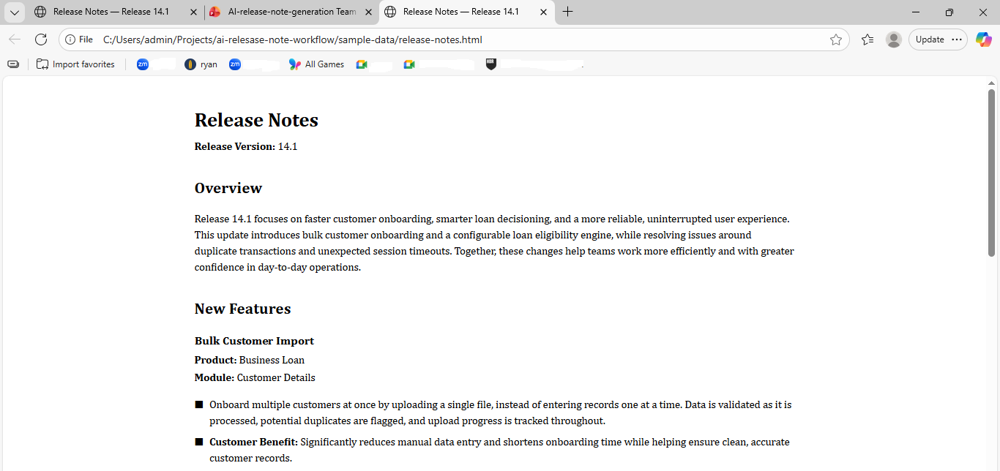 Release Notes — Release 14.1
AI-release-note-generation Team
Release Notes — Release 14.1
File C:/Users/admin/Projects/ai-relesase-note-workflow/sample-data/release-notes.html
Update
Import favorites
zm
ryan
zm
All Games
Release Notes
Release Version: 14.1
Overview
Release 14.1 focuses on faster customer onboarding, smarter loan decisioning, and a more reliable, uninterrupted user experience.
This update introduces bulk customer onboarding and a configurable loan eligibility engine, while resolving issues around
duplicate transactions and unexpected session timeouts. Together, these changes help teams work more efficiently and with greater
confidence in day-to-day operations.
New Features
Bulk Customer Import
Product: Business Loan
Module: Customer Details
■ Onboard multiple customers at once by uploading a single file, instead of entering records one at a time. Data is validated as it is
processed, potential duplicates are flagged, and upload progress is tracked throughout.
■ Customer Benefit: Significantly reduces manual data entry and shortens onboarding time while helping ensure clean, accurate
customer records.